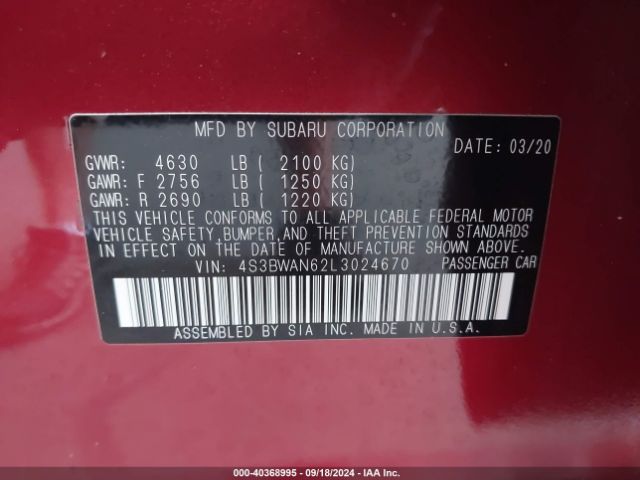 MFD BY SUBARU CORPORATION
DATE: 03/20
GVWR: 4630 LB ( 2100 KG)
GAWR: F 2756 LB ( 1250 KG)
GAWR: R 2690 LB ( 1220 KG)
THIS VEHICLE CONFORMS TO ALL APPLICABLE FEDERAL MOTOR
VEHICLE SAFETY, BUMPER, AND THEFT PREVENTION STANDARDS
IN EFFECT ON THE DATE OF MANUFACTURE SHOWN ABOVE.
VIN: 4S3BWAN62L3024670 PASSENGER CAR
ASSEMBLED BY SIA INC. MADE IN U.S.A.
000-40368995 - 09/18/2024 - IAA Inc.